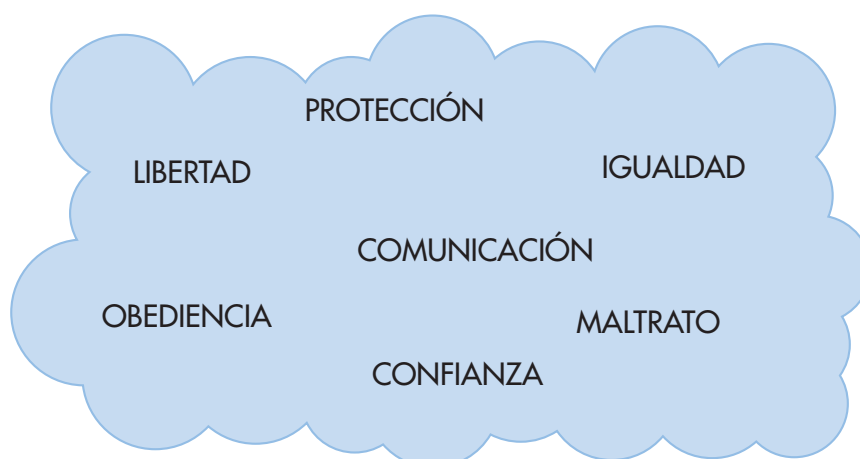 PROTECCIÓN
LIBERTAD
IGUALDAD
COMUNICACIÓN
OBEDIENCIA
MALTRATO
CONFIANZA